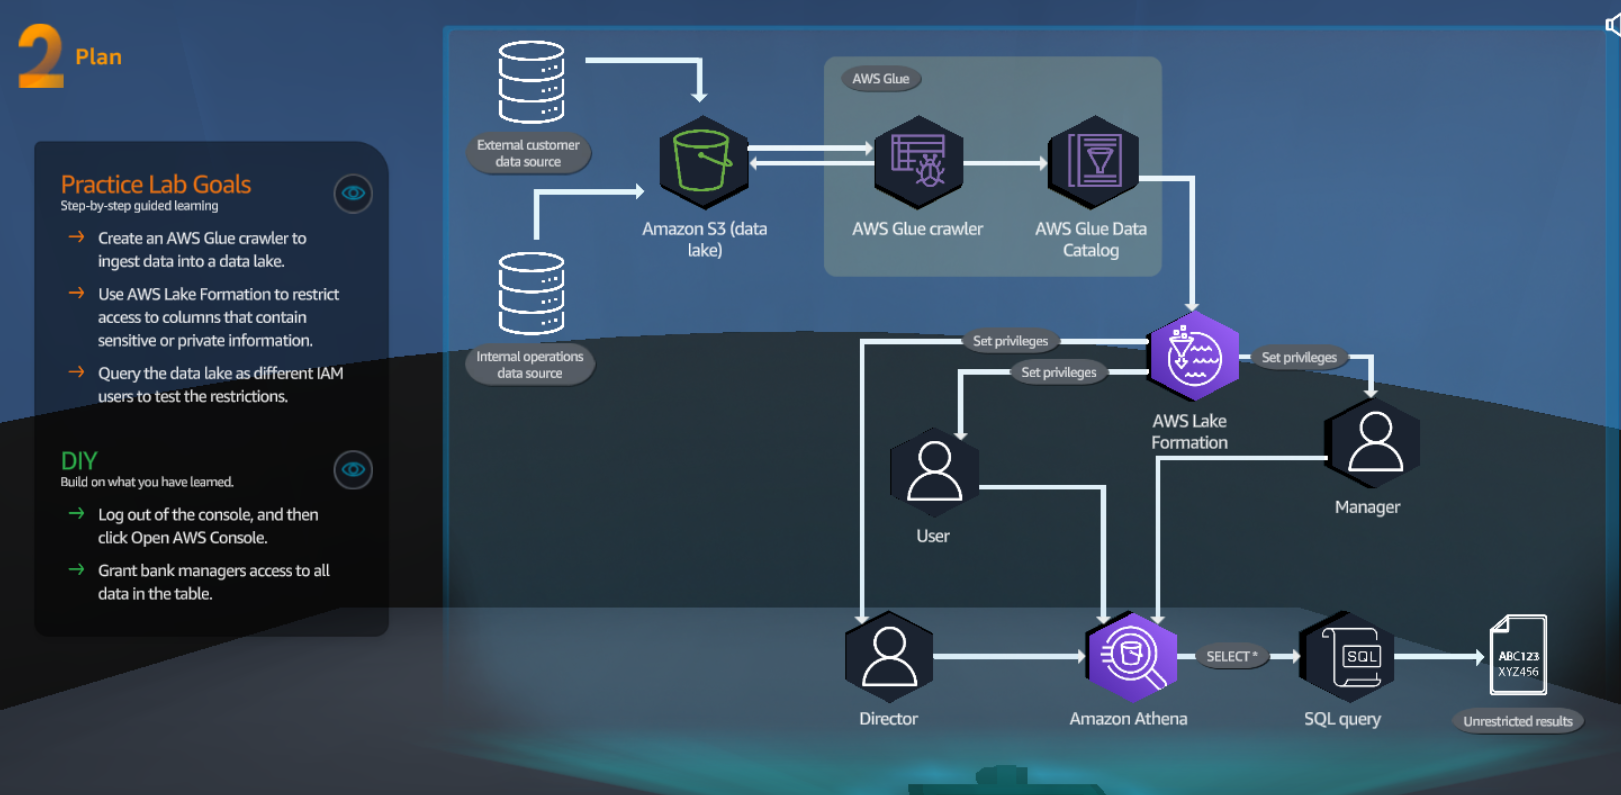 2
Plan
Practice Lab Goals
Step-by-step guided learning
→ Create an AWS Glue crawler to
ingest data into a data lake.
→ Use AWS Lake Formation to restrict
access to columns that contain
sensitive or private information.
→ Query the data lake as different IAM
users to test the restrictions.
DIY
Build on what you have learned.
→ Log out of the console, and then
click Open AWS Console.
→ Grant bank managers access to all
data in the table.
External customer
data source
Internal operations
data source
Amazon S3 (data
lake)
AWS Glue
AWS Glue crawler
AWS Glue Data
Catalog
Set privileges
Set privileges
Set privileges
AWS Lake
Formation
User
Manager
Director
Amazon Athena
SELECT *
SQL
SQL query
ABC123
XYZ456
Unrestricted results